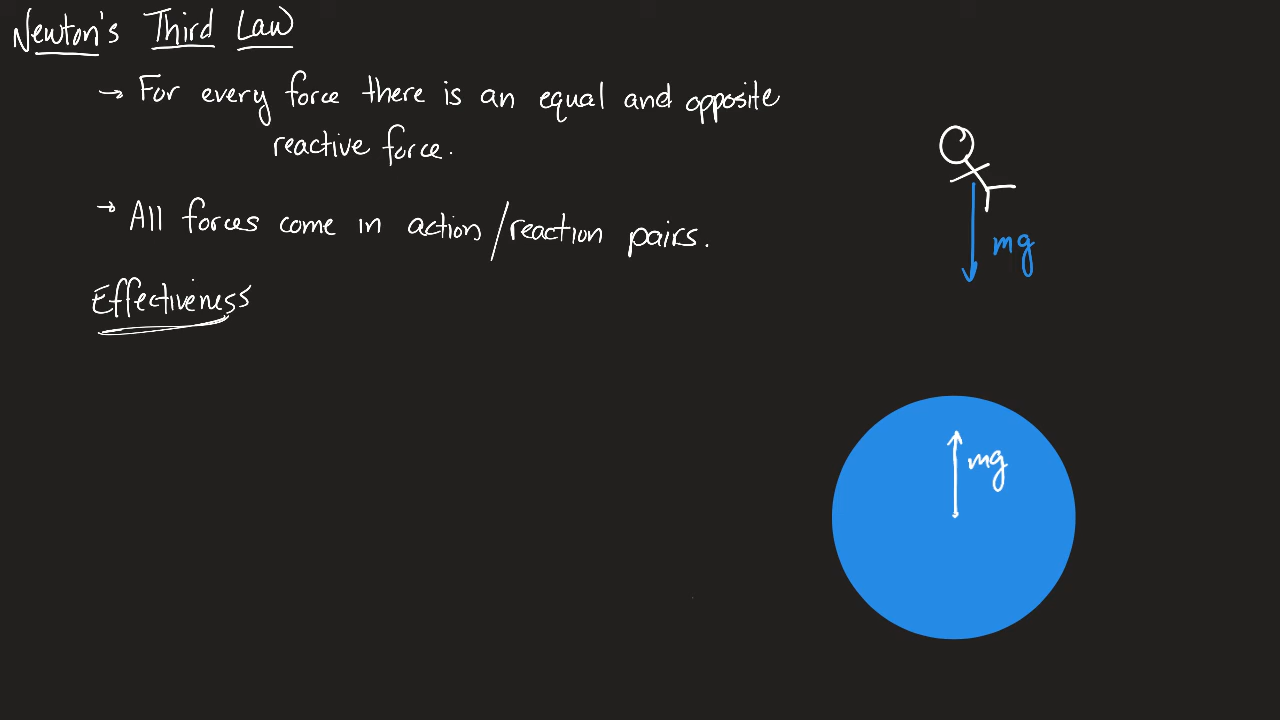 Newton's Third Law
→ For every force there is an equal and opposite
reactive force.
→ All forces come in action/reaction pairs.
Effectiveness
mg
mg